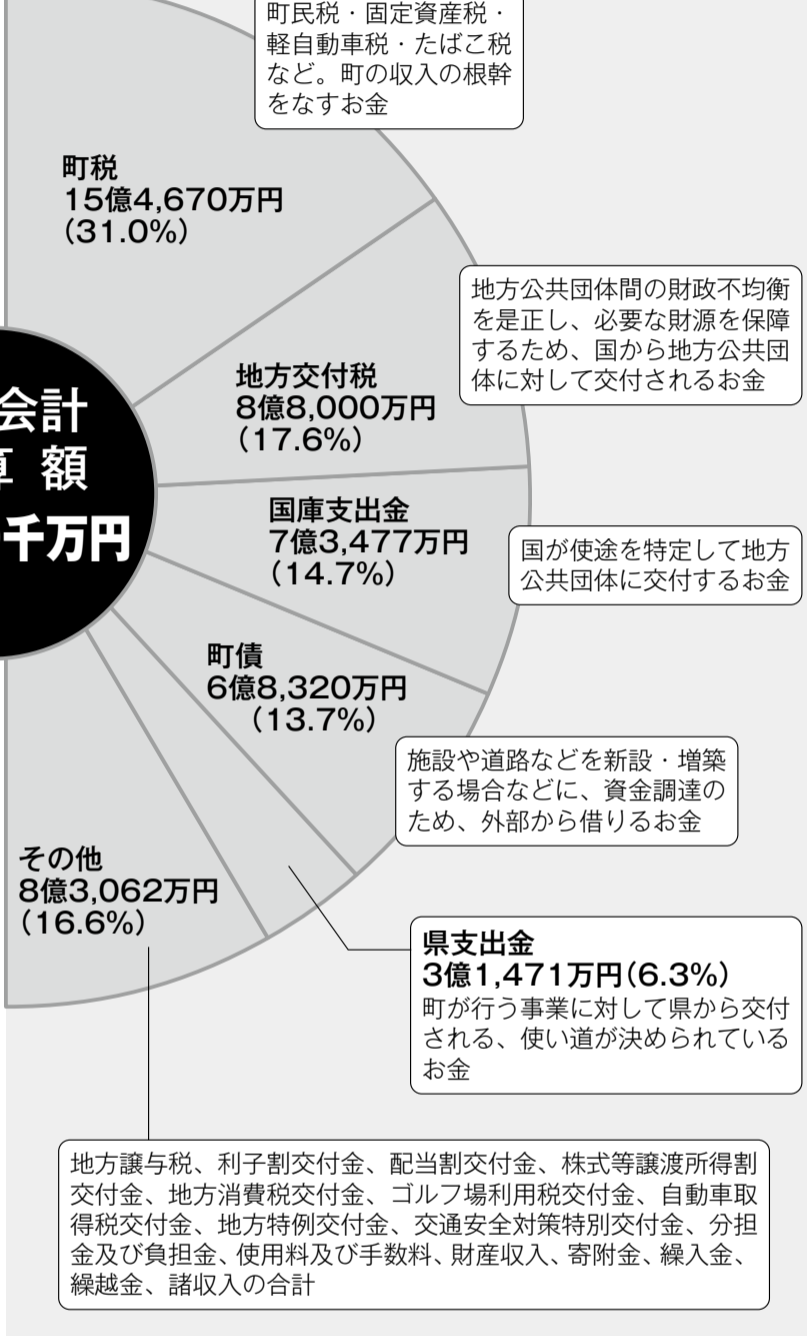 町民税・固定資産税・
軽自動車税・たばこ税
など。町の収入の根幹
をなすお金
町税
15億4,670万円
(31.0%)
地方公共団体間の財政不均衡
を是正し、必要な財源を保障
するため、国から地方公共団
体に対して交付されるお金
地方交付税
8億8,000万円
(17.6%)
会計
算 額
千万円
国庫支出金
7億3,477万円
(14.7%)
国が使途を特定して地方
公共団体に交付するお金
町債
6億8,320万円
(13.7%)
施設や道路などを新設・増築
する場合などに、資金調達の
ため、外部から借りるお金
その他
8億3,062万円
(16.6%)
県支出金
3億1,471万円(6.3%)
町が行う事業に対して県から交付
される、使い道が決められている
お金
地方譲与税、利子割交付金、配当割交付金、株式等譲渡所得割
交付金、地方消費税交付金、ゴルフ場利用税交付金、自動車取
得税交付金、地方特例交付金、交通安全対策特別交付金、分担
金及び負担金、使用料及び手数料、財産収入、寄附金、繰入金、
繰越金、諸収入の合計